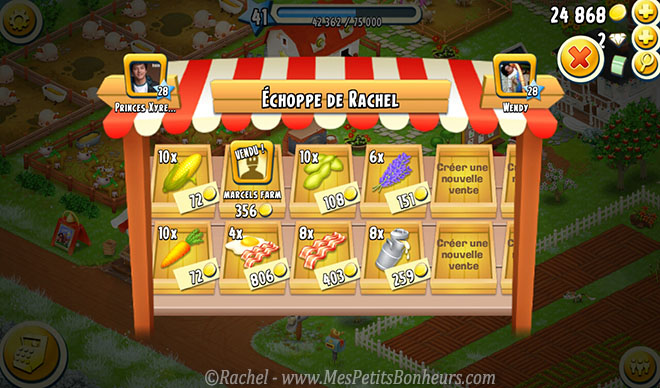 41
42 362 / 75 000
24 868
2
28
Princes Xyre...
Échoppe de Rachel
28
Wendy
10x
72
Vendu !
Marcels Farm
356
10x
108
6x
151
Créer une
nouvelle
vente
10x
72
4x
806
8x
403
8x
259
Créer une
nouvelle
vente
©Rachel - www.MesPetitsBonheurs.com